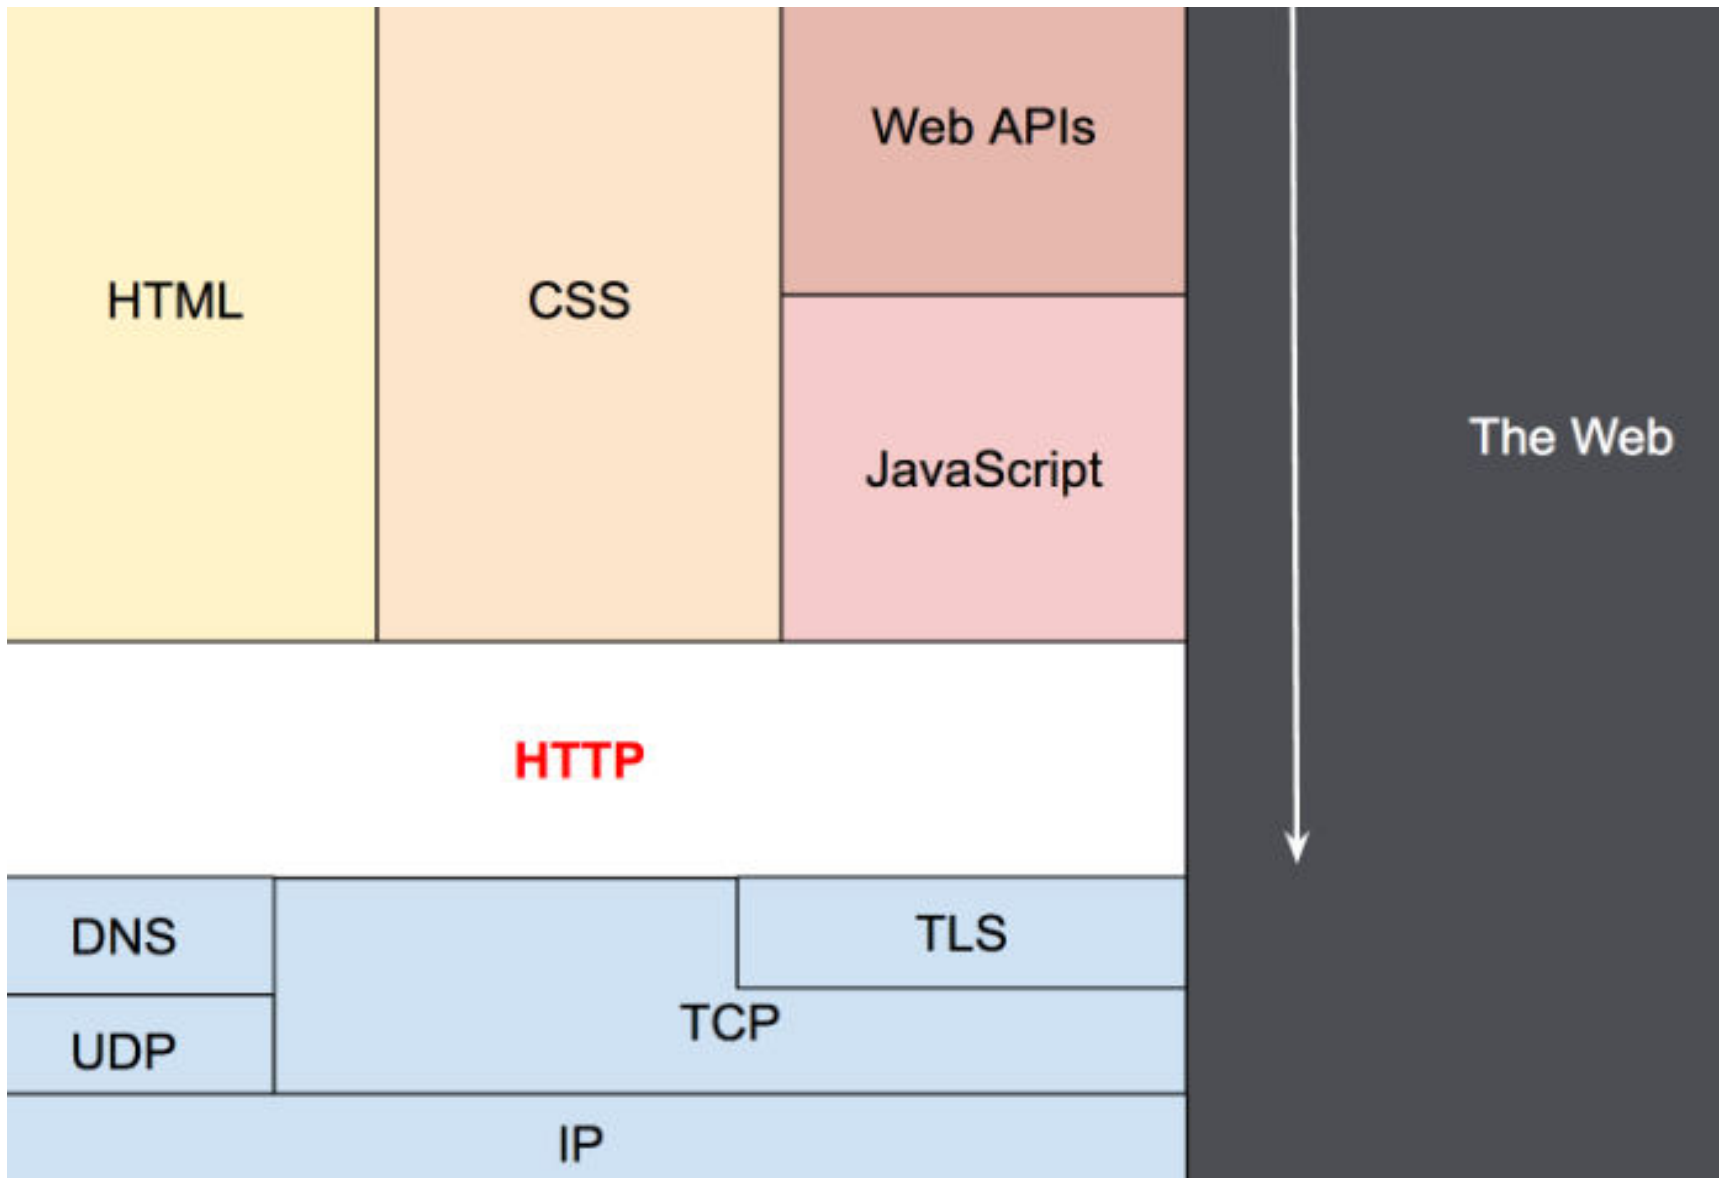 Web APIs
HTML
CSS
The Web
JavaScript
HTTP
DNS
TLS
TCP
UDP
IP